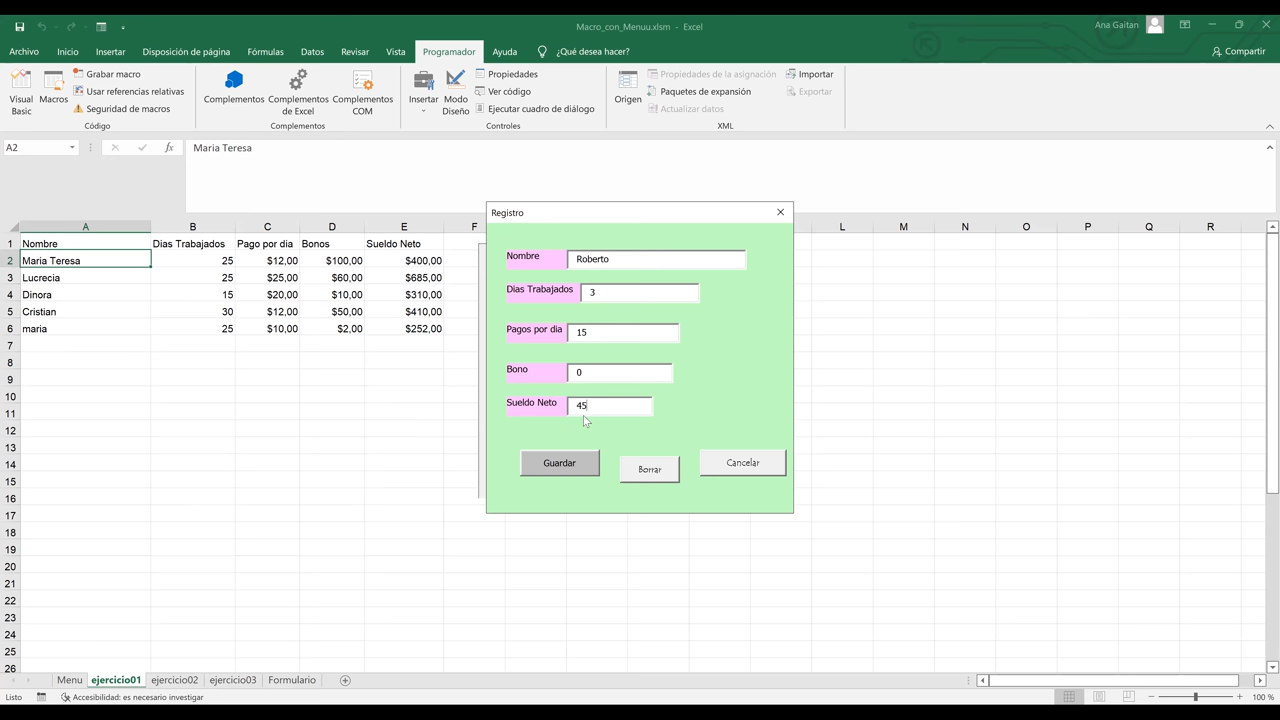 Macro_con_Menuu.xlsm - Excel
Ana Gaitan
Archivo Inicio Insertar Disposición de página Fórmulas Datos Revisar Vista Programador Ayuda ¿Qué desea hacer? Compartir
Visual Basic
Macros
Grabar macro
Usar referencias relativas
Seguridad de macros
Código
Complementos
Complementos de Excel
Complementos COM
Complementos
Insertar
Modo Diseño
Propiedades
Ver código
Ejecutar cuadro de diálogo
Controles
Origen
Propiedades de la asignación
Paquetes de expansión
Actualizar datos
Importar
Exportar
XML
A2 fx Maria Teresa
A B C D E F L M N O P Q R
1 Nombre Dias Trabajados Pago por dia Bonos Sueldo Neto
2 Maria Teresa 25 $12,00 $100,00 $400,00
3 Lucrecia 25 $25,00 $60,00 $685,00
4 Dinora 15 $20,00 $10,00 $310,00
5 Cristian 30 $12,00 $50,00 $410,00
6 maria 25 $10,00 $2,00 $252,00
7
8
9
10
11
12
13
14
15
16
17
18
19
20
21
22
23
24
25
26
Registro
Nombre Roberto
Dias Trabajados 3
Pagos por dia 15
Bono 0
Sueldo Neto 45
Guardar Borrar Cancelar
Menu ejercicio01 ejercicio02 ejercicio03 Formulario
Listo Accesibilidad: es necesario investigar 100 %